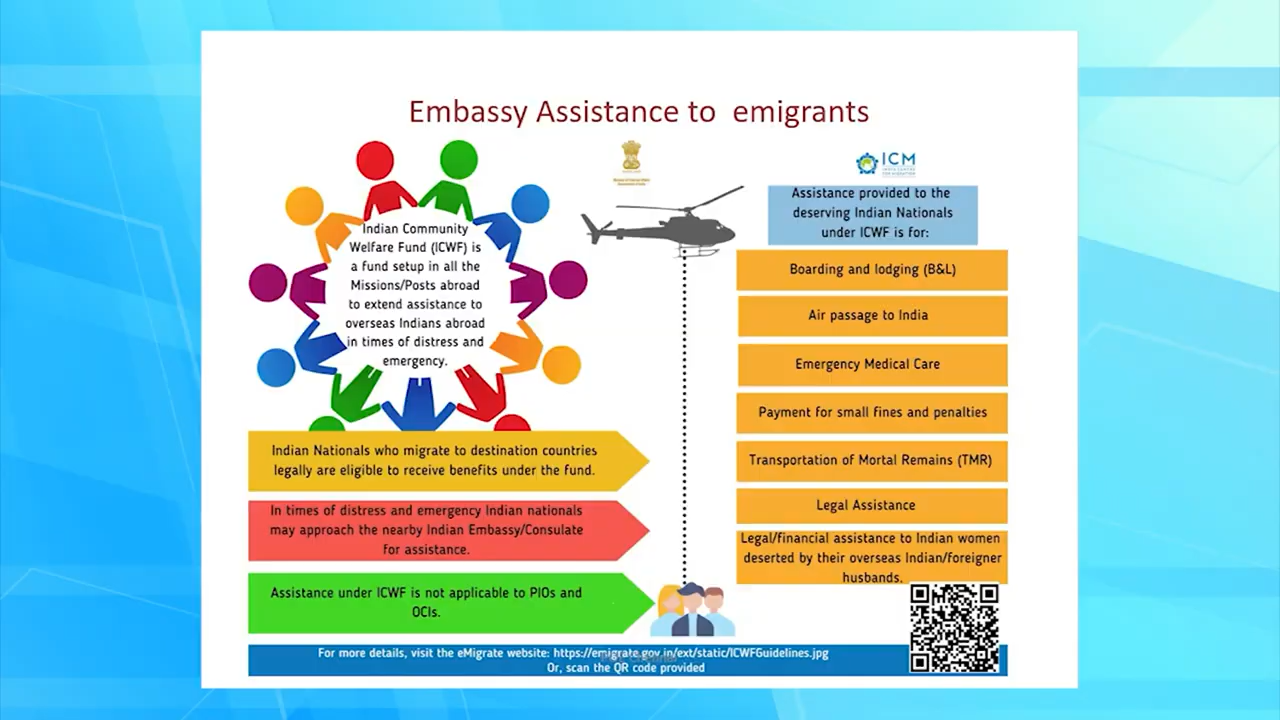 Embassy Assistance to emigrants
ICM
Indian Community
Welfare Fund (ICWF) is
a fund setup in all the
Missions/Posts abroad
to extend assistance to
overseas Indians abroad
in times of distress and
emergency.
Indian Nationals who migrate to destination countries
legally are eligible to receive benefits under the fund.
In times of distress and emergency Indian nationals
may approach the nearby Indian Embassy/Consulate
for assistance.
Assistance under ICWF is not applicable to PIOs and
OCIs.
Assistance provided to the
deserving Indian Nationals
under ICWF is for:
Boarding and lodging (B&L)
Air passage to India
Emergency Medical Care
Payment for small fines and penalties
Transportation of Mortal Remains (TMR)
Legal Assistance
Legal/financial assistance to Indian women
deserted by their overseas Indian/foreigner
husbands.
For more details, visit the eMigrate website: https://emigrate.gov.in/ext/static/ICWFGuidelines.jpg
Or, scan the QR code provided